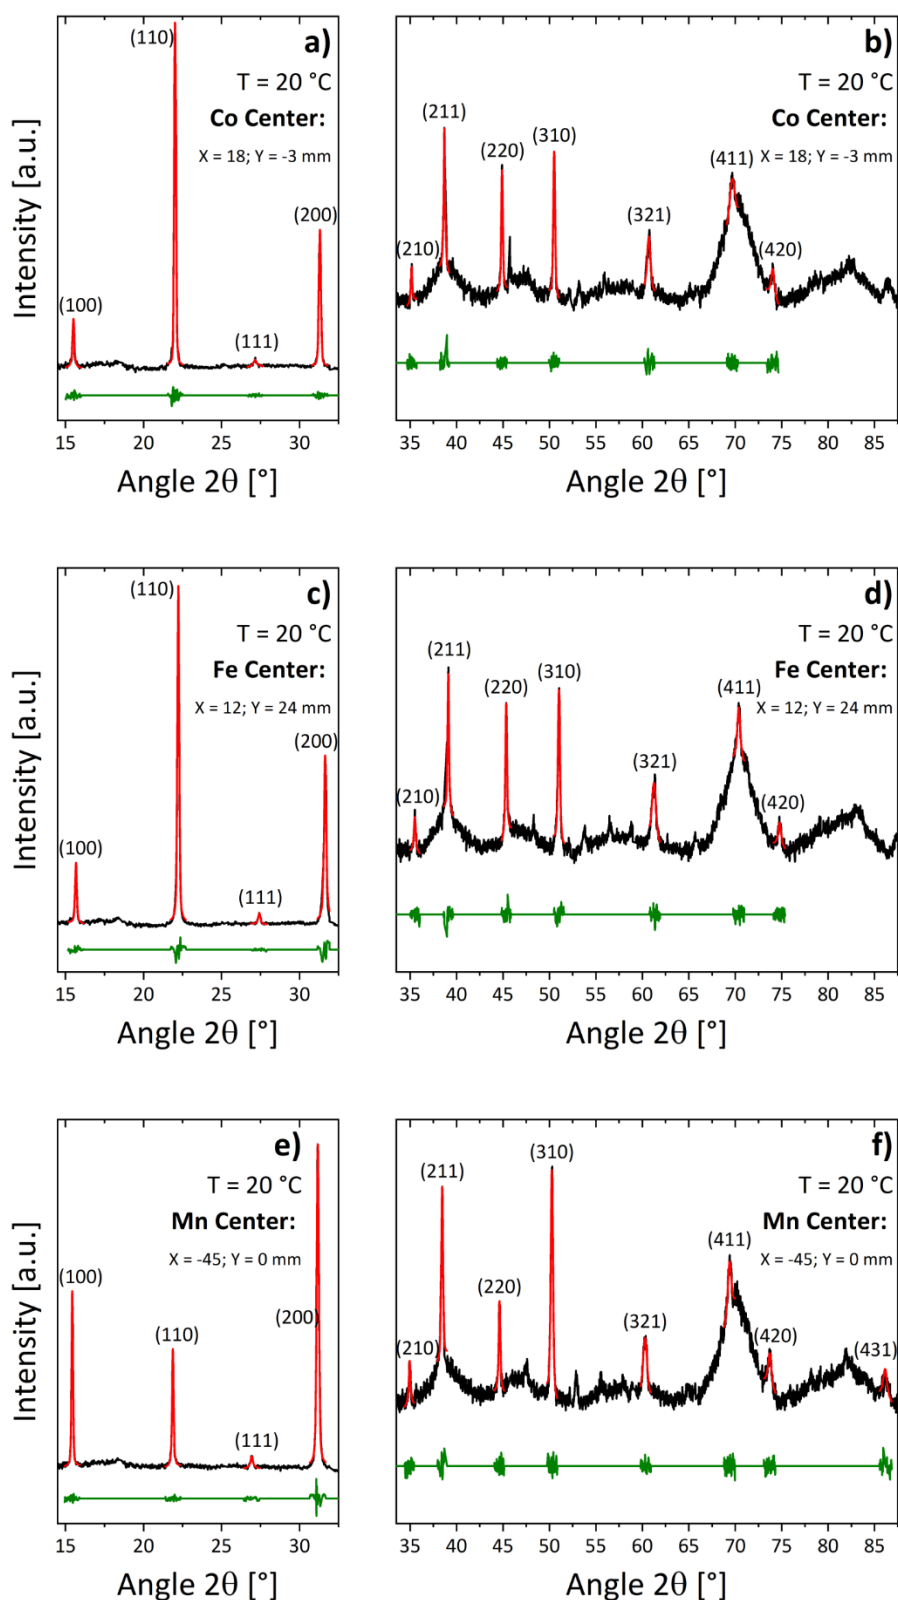 a)
T = 20 °C
Co Center:
X = 18; Y = -3 mm
(100)
(110)
(111)
(200)
Intensity [a.u.]
15 20 25 30
Angle 2θ [°]
b)
T = 20 °C
Co Center:
X = 18; Y = -3 mm
(210)
(211)
(220)
(310)
(321)
(411)
(420)
35 40 45 50 55 60 65 70 75 80 85
Angle 2θ [°]
c)
T = 20 °C
Fe Center:
X = 12; Y = 24 mm
(100)
(110)
(111)
(200)
Intensity [a.u.]
15 20 25 30
Angle 2θ [°]
d)
T = 20 °C
Fe Center:
X = 12; Y = 24 mm
(210)
(211)
(220)
(310)
(321)
(411)
(420)
35 40 45 50 55 60 65 70 75 80 85
Angle 2θ [°]
e)
T = 20 °C
Mn Center:
X = -45; Y = 0 mm
(100)
(110)
(111)
(200)
Intensity [a.u.]
15 20 25 30
Angle 2θ [°]
f)
T = 20 °C
Mn Center:
X = -45; Y = 0 mm
(210)
(211)
(220)
(310)
(321)
(411)
(420)
(431)
35 40 45 50 55 60 65 70 75 80 85
Angle 2θ [°]